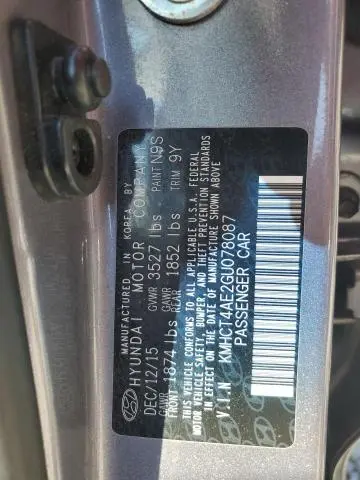 MANUFACTURED IN KOREA BY
HYUNDAI MOTOR COMPANY
DEC/12/15 GVWR 3527 lbs PAINT N9S
GAWR FRONT 1874 lbs GAWR REAR 1852 lbs TRIM 9Y
THIS VEHICLE CONFORMS TO ALL APPLICABLE U.S.A. FEDERAL
MOTOR VEHICLE SAFETY, BUMPER, AND THEFT PREVENTION STANDARDS
IN EFFECT ON THE DATE OF MANUFACTURE SHOWN ABOVE
V.I.N : KMHCT4AE2GU078087
PASSENGER CAR